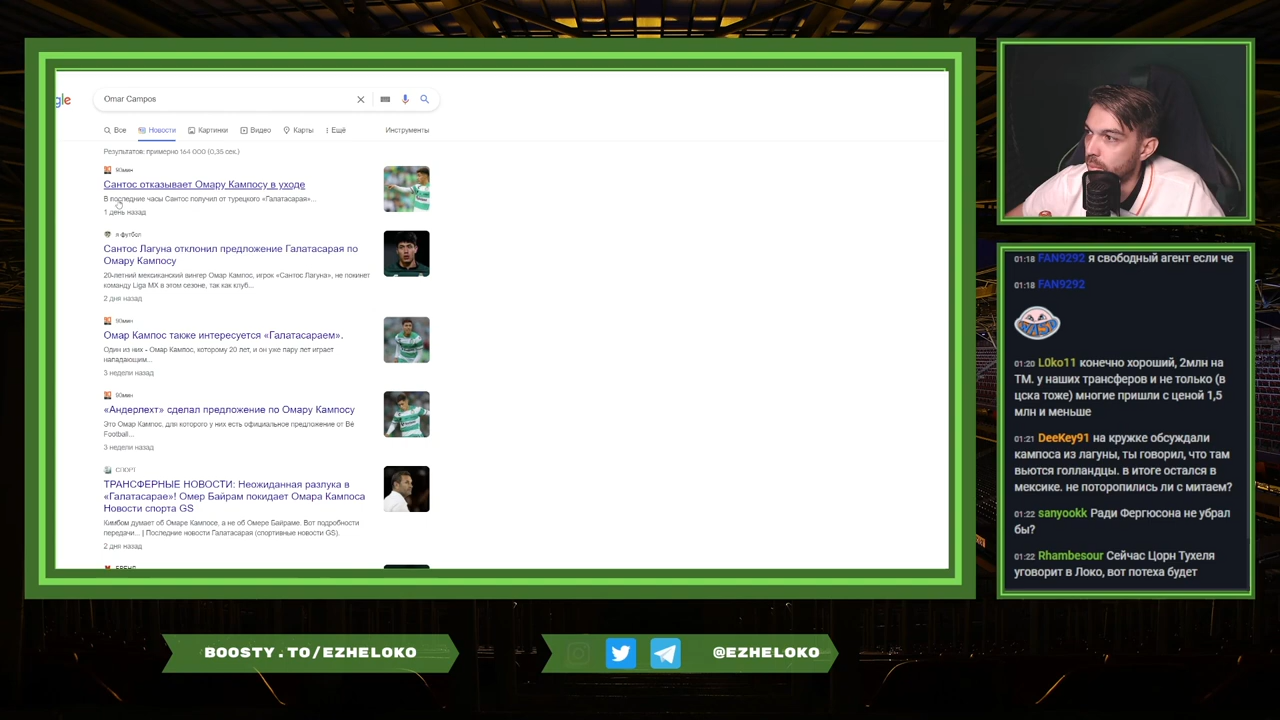 gle
Omar Campos
Все Новости Картинки Видео Карты Ещё Инструменты
Результатов: примерно 164 000 (0,35 сек.)
90мин
Сантос отказывает Омару Кампосу в уходе
В последние часы Сантос получил от турецкого «Галатасарая»...
1 день назад
я футбол-
Сантос Лагуна отклонил предложение Галатасарая по
Омару Кампосу
20-летний мексиканский вингер Омар Кампос, игрок «Сантос Лагуна», не покинет
команду Liga MX в этом сезоне, так как клуб...
2 дня назад
90мин
Омар Кампос также интересуется «Галатасараем».
Один из них - Омар Кампос, которому 20 лет, и он уже пару лет играет
нападающим...
3 недели назад
90мин
«Андерлехт» сделал предложение по Омару Кампосу
Это Омар Кампос, для которого у них есть официальное предложение от Be
Football...
3 недели назад
СПОРТ
ТРАНСФЕРНЫЕ НОВОСТИ: Неожиданная разлука в
«Галатасарае»! Омер Байрам покидает Омара Кампоса
Новости спорта GS
Кимбом думает об Омаре Кампосе, а не об Омере Байраме. Вот подробности
передачи... | Последние новости Галатасарая (спортивные новости GS).
2 дня назад
01:18 FAN9292 я свободный агент если че
01:18 FAN9292
01:20 L0ko11 конечно хороший, 2млн на
ТМ. у наших трансферов и не только (в
цска тоже) многие пришли с ценой 1,5
млн и меньше
01:21 DeeKey91 на кружке обсуждали
кампоса из лагуны, ты говорил, что там
вьются голландцы. в итоге остался в
мексике. не поторопились ли с митаем?
01:22 sanyookk Ради Фергюсона не убрал
бы?
01:22 Rhambesour Сейчас Цорн Тухеля
уговорит в Локо, вот потеха будет
BOOSTY.TO/EZHELOKO
@EZHELOKO